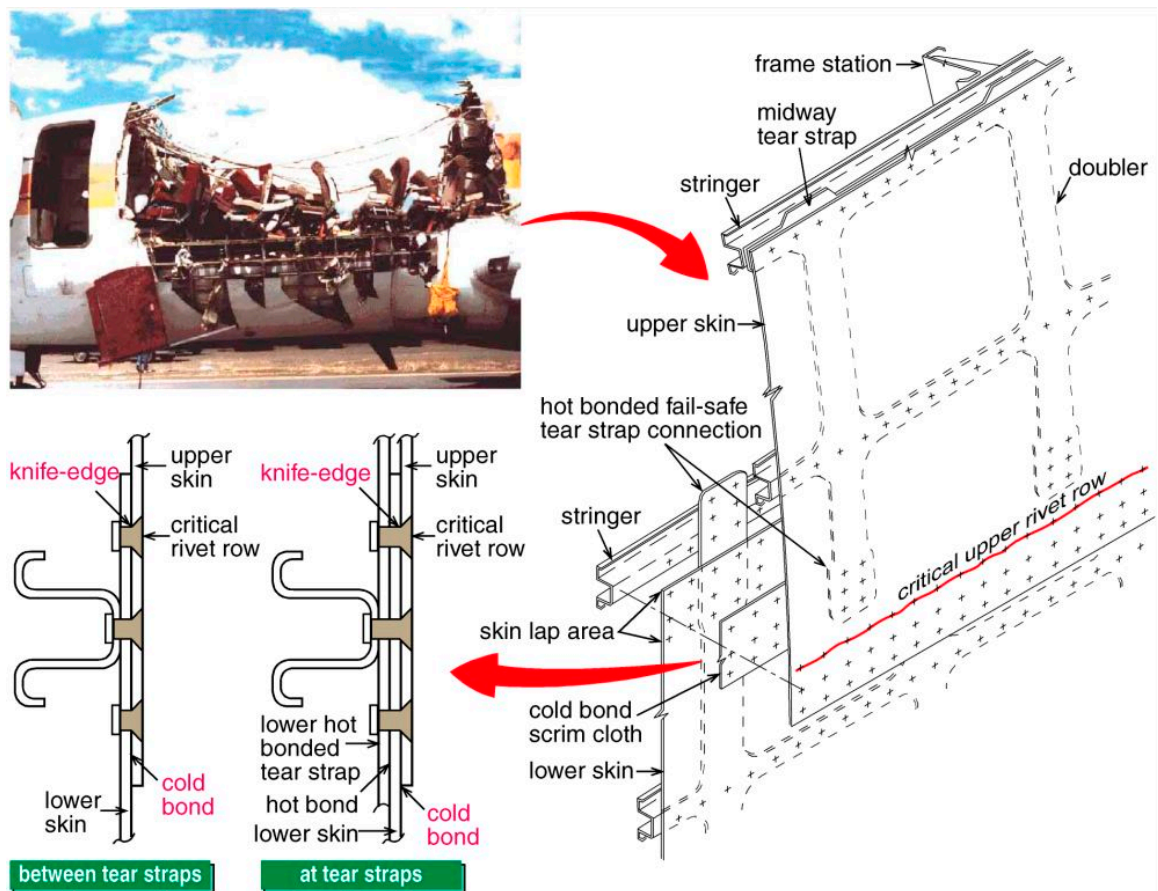 frame station
midway
tear strap
stringer
doubler
upper skin
hot bonded fail-safe
tear strap connection
stringer
critical upper rivet row
skin lap area
cold bond
scrim cloth
lower skin
knife-edge
upper
skin
critical
rivet row
cold
bond
lower
skin
between tear straps
knife-edge
upper
skin
critical
rivet row
lower hot
bonded
tear strap
hot bond
lower skin
cold
bond
at tear straps